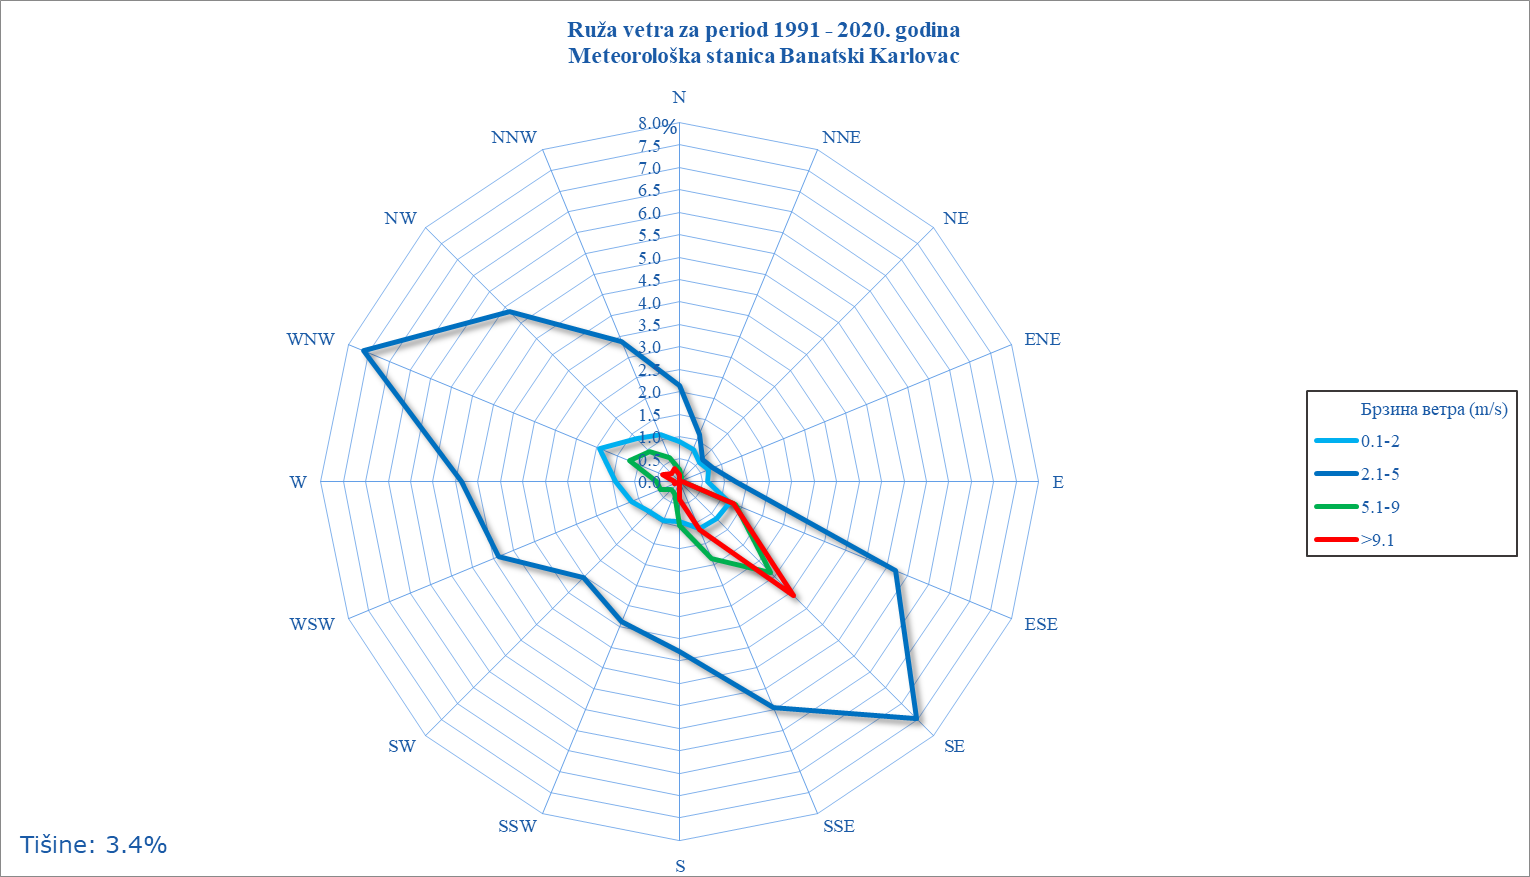 Ruža vetra za period 1991 - 2020. godina
Meteorološka stanica Banatski Karlovac
N
NNW
8.0
%
NNE
7.5
7.0
6.5
NW
6.0
NE
5.5
5.0
4.5
4.0
3.5
WNW
ENE
3.0
2.5
2.0
1.5
1.0
0.5
W
0.0
E
Брзина ветра (m/s)
0.1-2
2.1-5
5.1-9
>9.1
WSW
ESE
SW
SE
SSW
SSE
S
Tišine: 3.4%